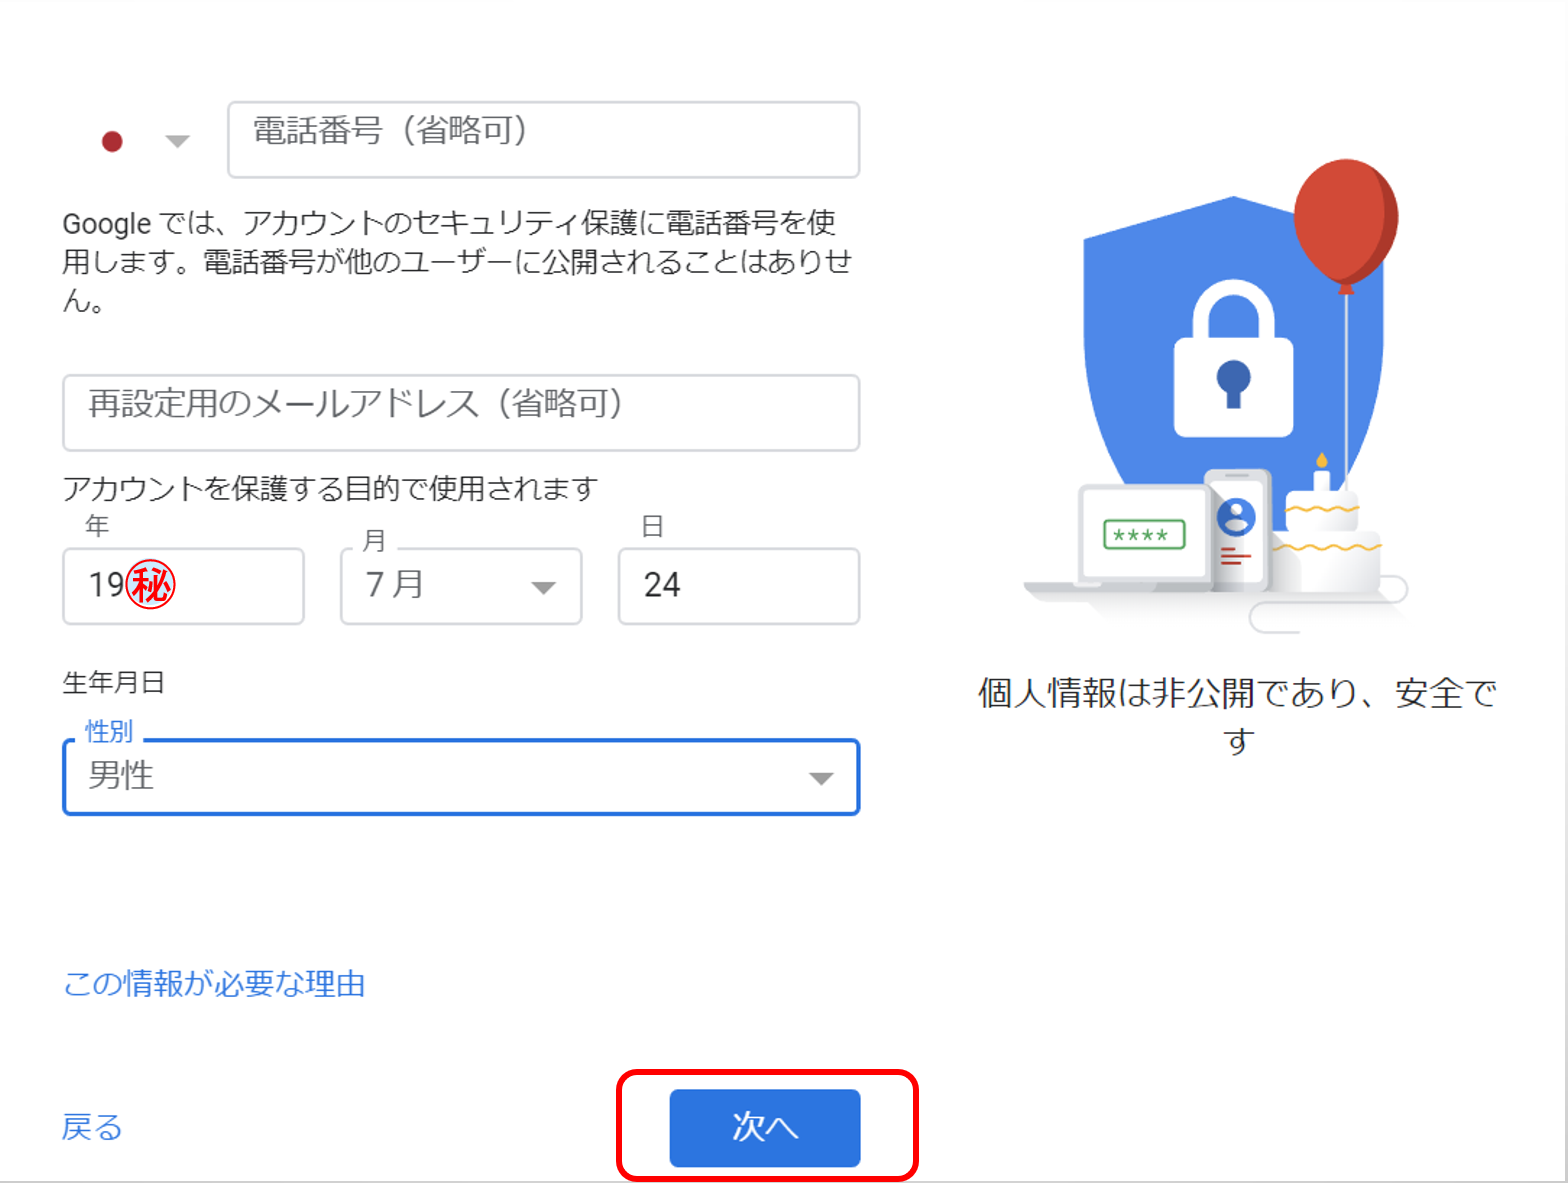 電話番号（省略可）
Google では、アカウントのセキュリティ保護に電話番号を使
用します。電話番号が他のユーザーに公開されることはありせ
ん。
再設定用のメールアドレス（省略可）
アカウントを保護する目的で使用されます
年 月 日
19㊙ 7 月 24
生年月日
性別
男性
****
個人情報は非公開であり、安全で
す
この情報が必要な理由
戻る 次へ